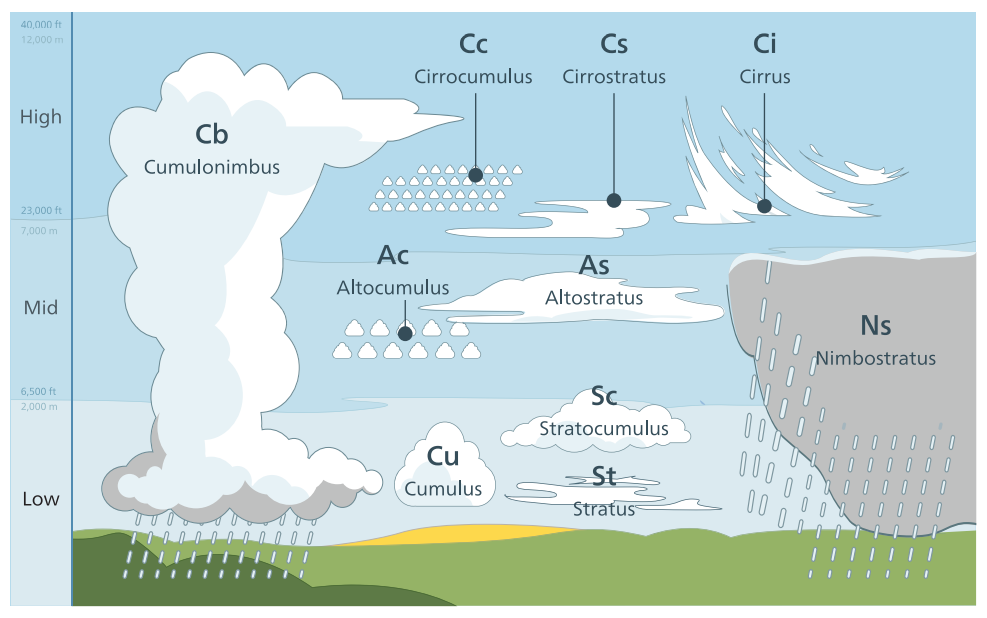 40,000 ft
12,000 m
High
23,000 ft
7,000 m
Mid
6,500 ft
2,000 m
Low
Cb
Cumulonimbus
Cc
Cirrocumulus
Cs
Cirrostratus
Ci
Cirrus
Ac
Altocumulus
As
Altostratus
Ns
Nimbostratus
Sc
Stratocumulus
Cu
Cumulus
St
Stratus